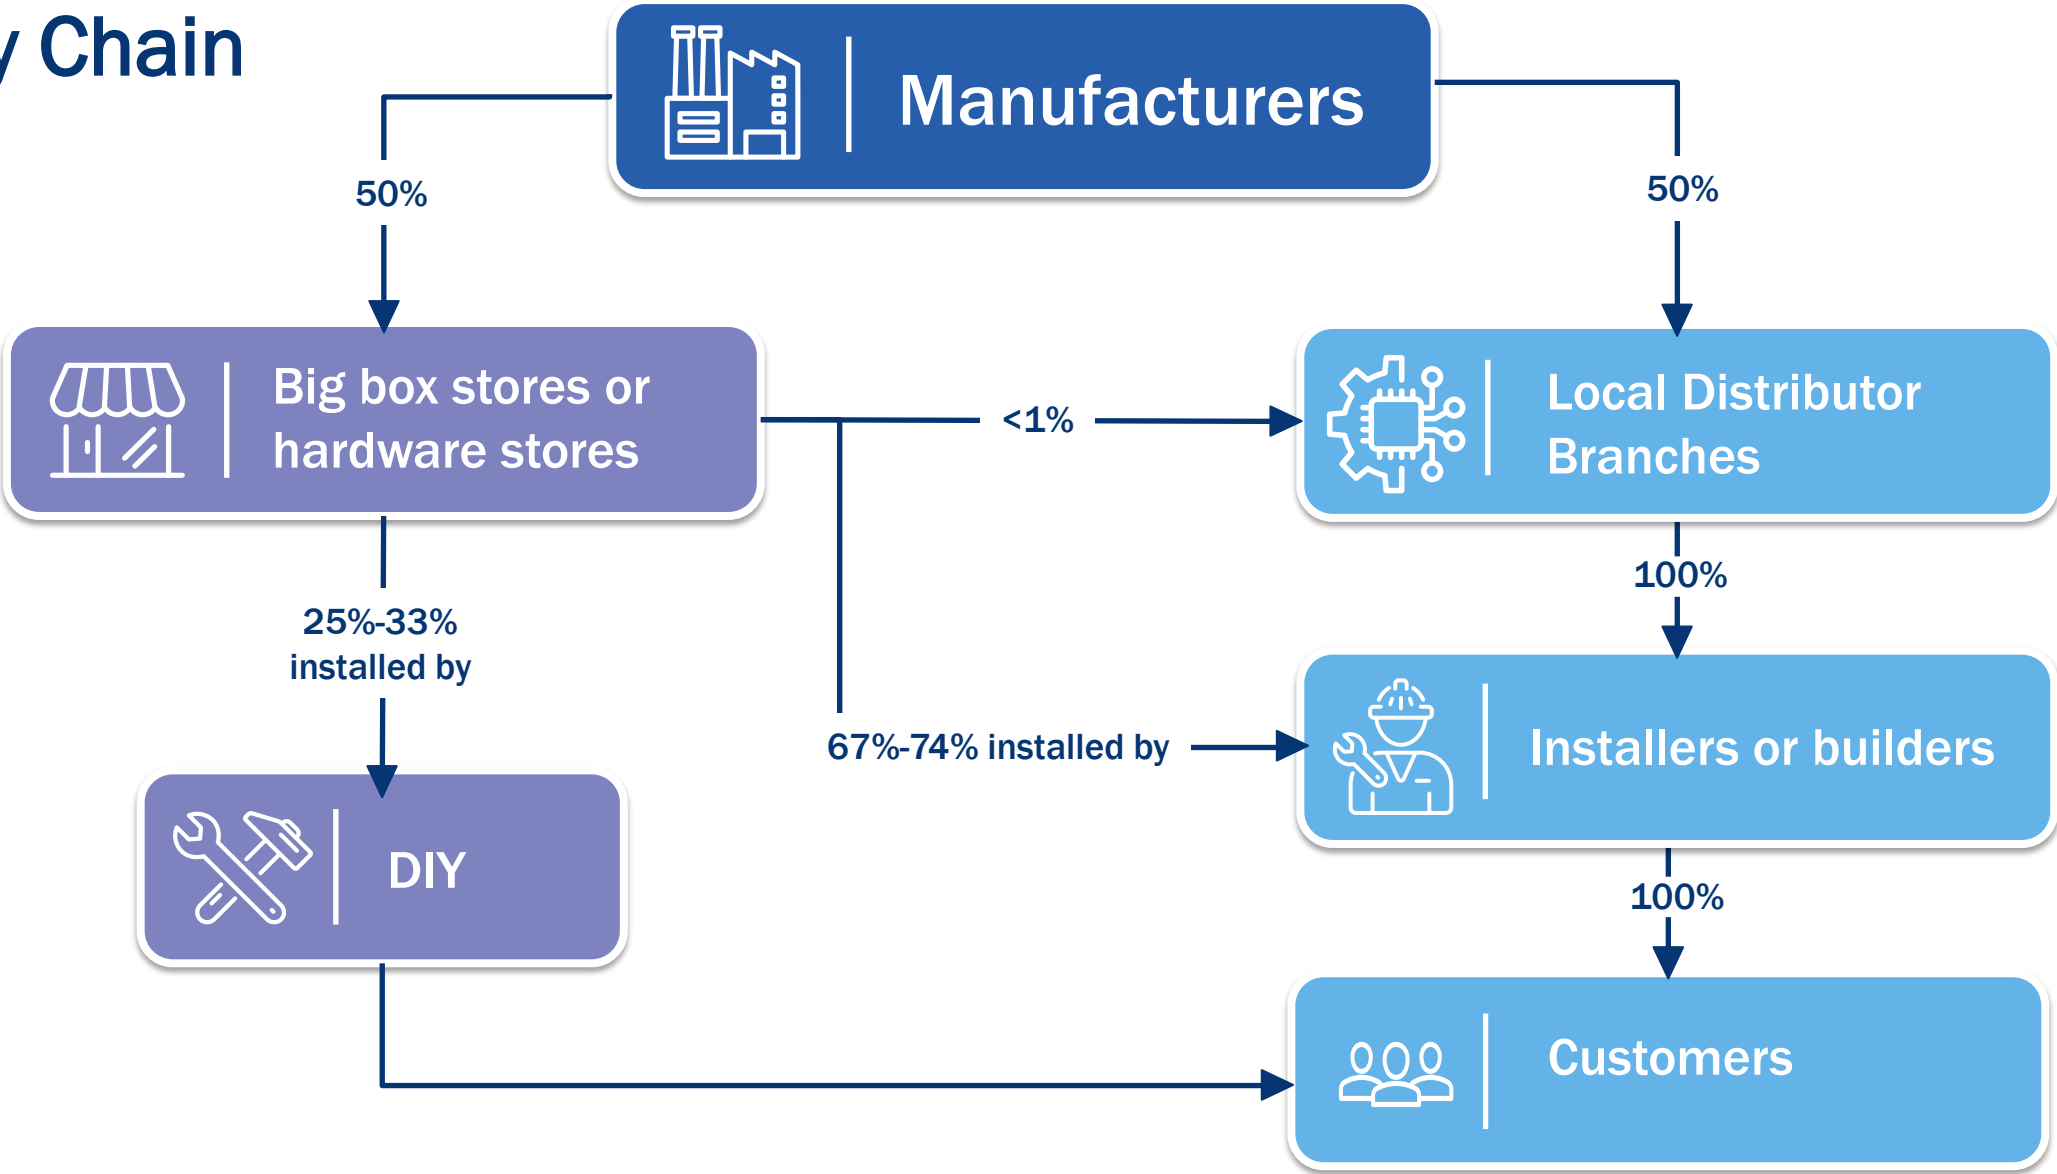 y Chain
Manufacturers
50%
50%
Big box stores or
hardware stores
<1%
Local Distributor
Branches
25%-33%
installed by
100%
67%-74% installed by
Installers or builders
DIY
100%
Customers